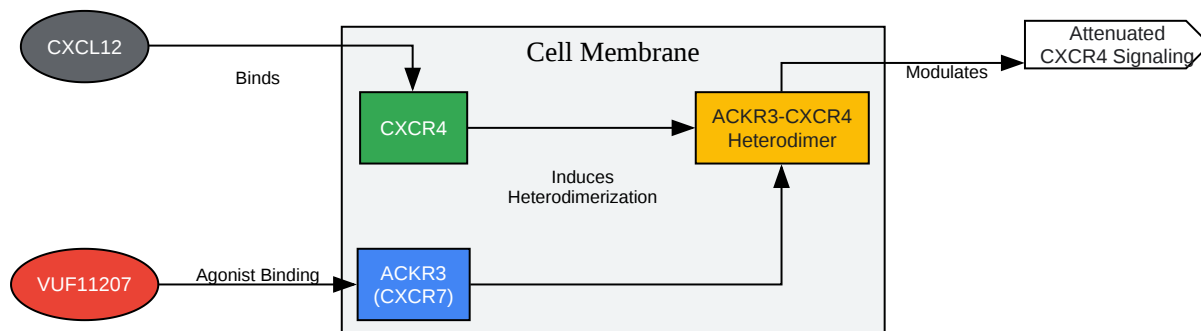 CXCL12
Binds
Cell Membrane
CXCR4
ACKR3-CXCR4
Heterodimer
Modulates
Attenuated
CXCR4 Signaling
Induces
Heterodimerization
VUF11207
Agonist Binding
ACKR3
(CXCR7)